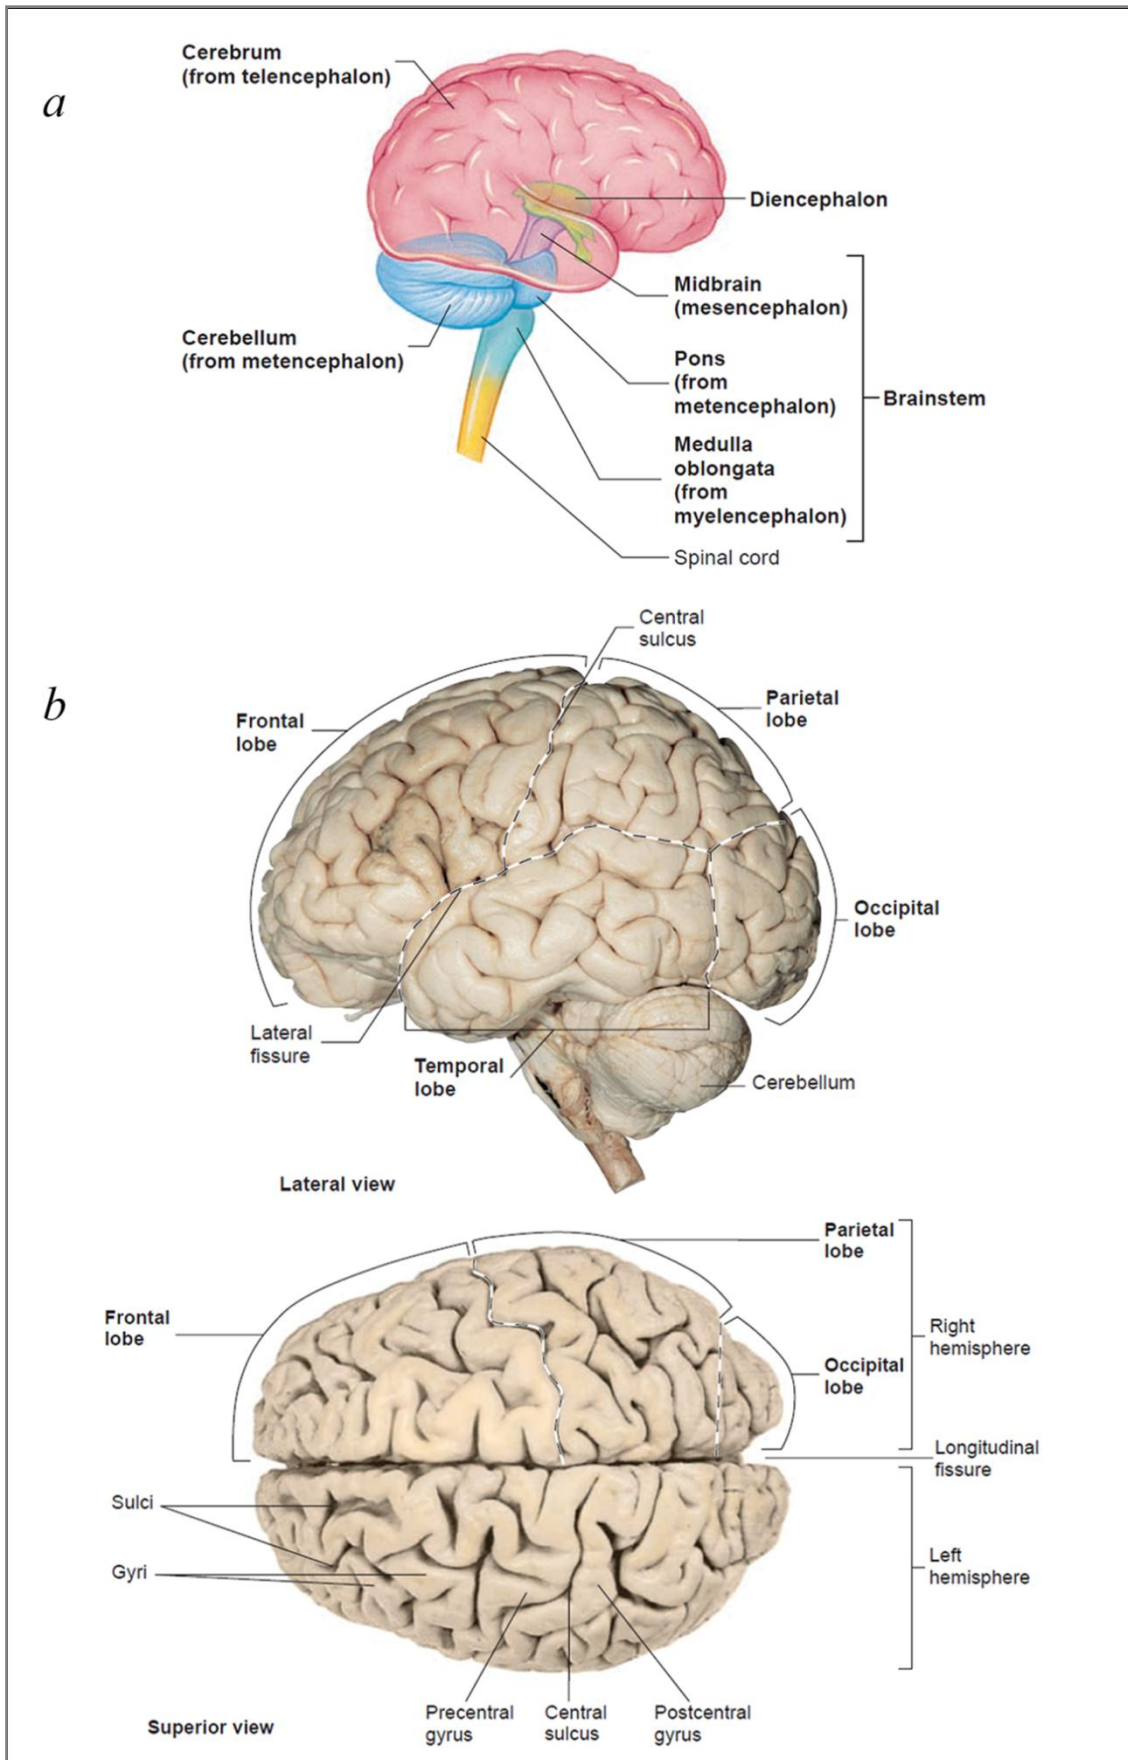 a
Cerebrum
(from telencephalon)
Diencephalon
Midbrain
(mesencephalon)
Cerebellum
(from metencephalon)
Pons
(from
metencephalon)
Brainstem
Medulla
oblongata
(from
myelencephalon)
Spinal cord
b
Central
sulcus
Frontal
lobe
Parietal
lobe
Occipital
lobe
Lateral
fissure
Temporal
lobe
Cerebellum
Lateral view
Parietal
lobe
Frontal
lobe
Right
hemisphere
Occipital
lobe
Longitudinal
fissure
Sulci
Gyri
Left
hemisphere
Precentral
gyrus
Central
sulcus
Postcentral
gyrus
Superior view